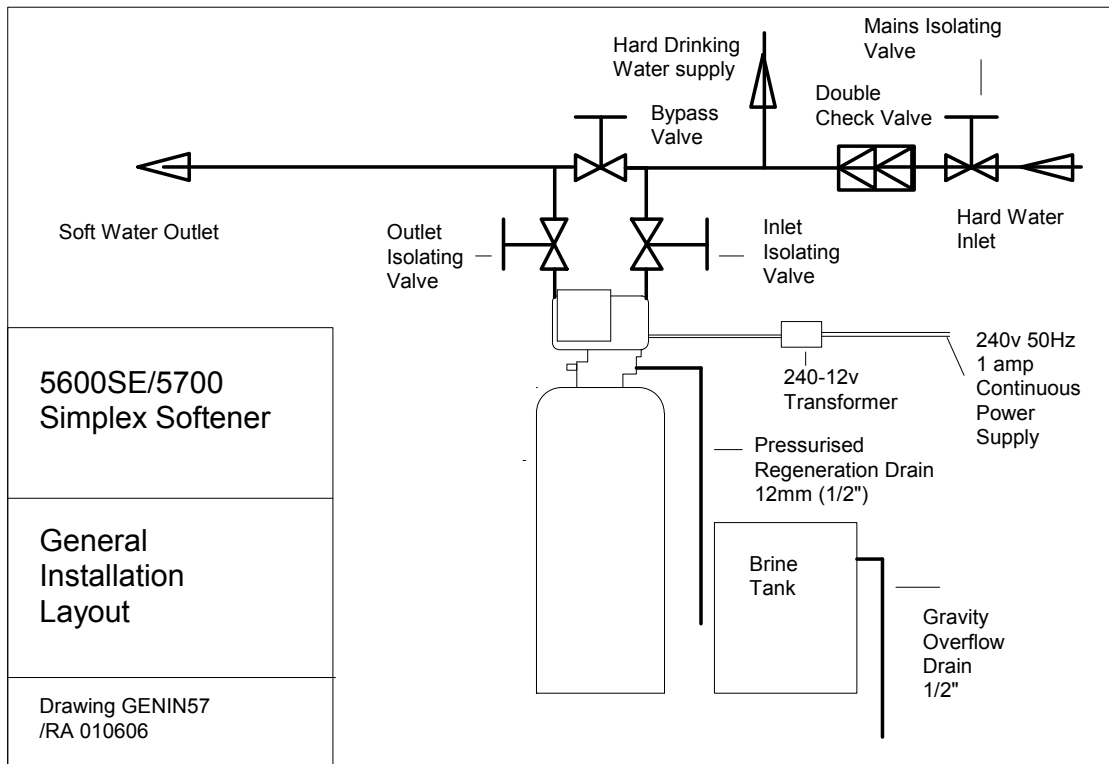 Mains Isolating
Valve
Hard Drinking
Water supply
Double
Check Valve
Bypass
Valve
Soft Water Outlet
Outlet
Isolating
Valve
Inlet
Isolating
Valve
Hard Water
Inlet
240v 50Hz
1 amp
Continuous
Power
Supply
240-12v
Transformer
5600SE/5700
Simplex Softener
Pressurised
Regeneration Drain
12mm (1/2")
General
Installation
Layout
Brine
Tank
Gravity
Overflow
Drain
1/2"
Drawing GENIN57
/RA 010606